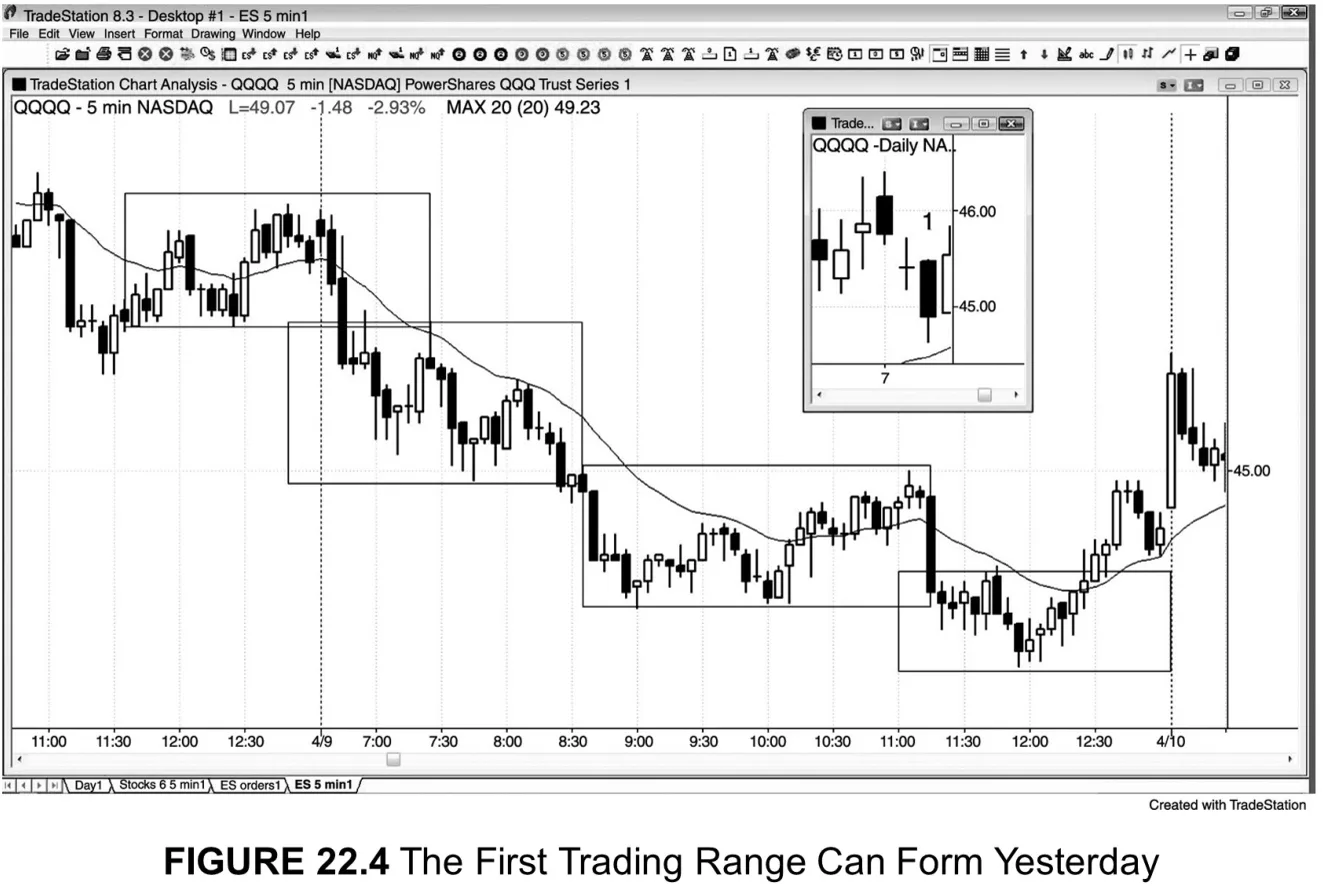 TradeStation 8.3 - Desktop #1 - ES 5 min1
File Edit View Insert Format Drawing Window Help
TradeStation Chart Analysis - QQQQ 5 min [NASDAQ] PowerShares QQQ Trust Series 1
QQQQ - 5 min NASDAQ L=49.07 -1.48 -2.93% MAX 20 (20) 49.23
Trade...
QQQQ -Daily NA..
46.00
1
45.00
7
45.00
11:00 11:30 12:00 12:30 4/9 7:00 7:30 8:00 8:30 9:00 9:30 10:00 10:30 11:00 11:30 12:00 12:30 4/10
Day1 Stocks 6 5 min1 ES orders1 ES 5 min1
Created with TradeStation
FIGURE 22.4 The First Trading Range Can Form Yesterday